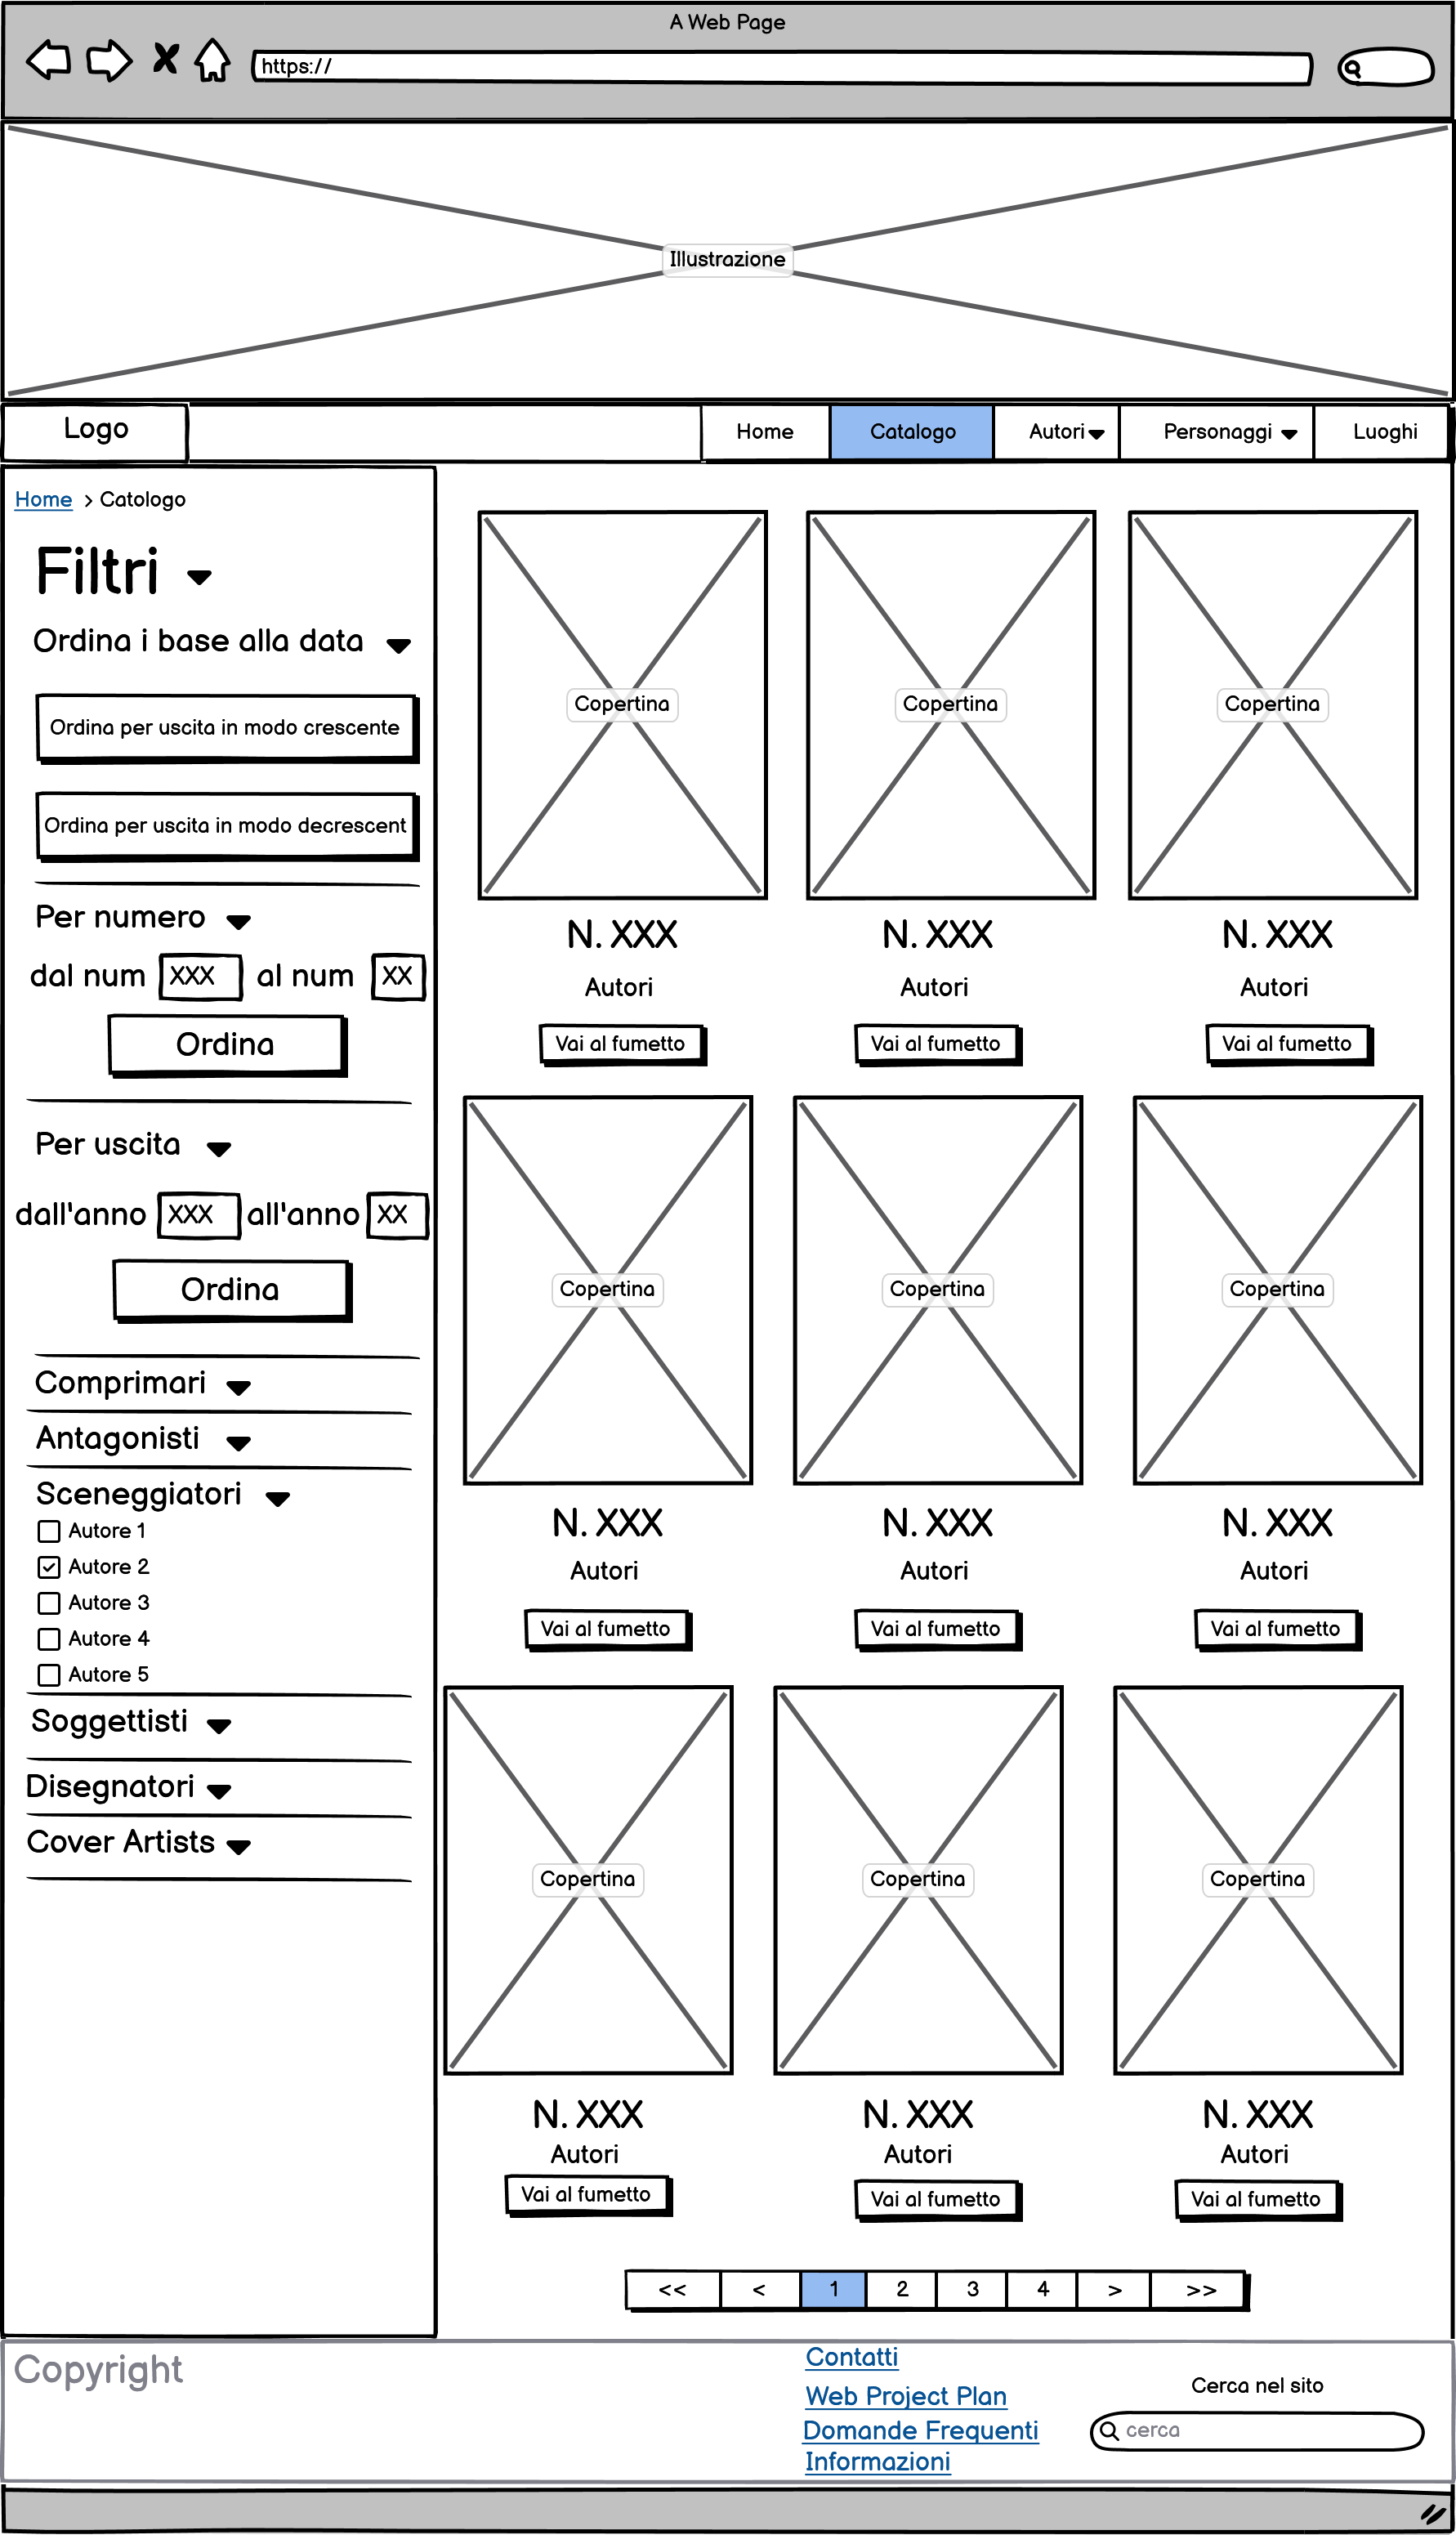 A Web Page
https://
Illustrazione
Logo
Home Catalogo Autori Personaggi Luoghi
Home > Catologo
Filtri
Ordina i base alla data
Ordina per uscita in modo crescente
Ordina per uscita in modo decrescent
Per numero
dal num XXX al num XX
Ordina
Per uscita
dall'anno XXX all'anno XX
Ordina
Comprimari
Antagonisti
Sceneggiatori
Autore 1
Autore 2
Autore 3
Autore 4
Autore 5
Soggettisti
Disegnatori
Cover Artists
Copertina Copertina Copertina
N. XXX N. XXX N. XXX
Autori Autori Autori
Vai al fumetto Vai al fumetto Vai al fumetto
Copertina Copertina Copertina
N. XXX N. XXX N. XXX
Autori Autori Autori
Vai al fumetto Vai al fumetto Vai al fumetto
Copertina Copertina Copertina
N. XXX N. XXX N. XXX
Autori Autori Autori
Vai al fumetto Vai al fumetto Vai al fumetto
<< < 1 2 3 4 > >>
Copyright
Contatti
Web Project Plan
Domande Frequenti
Informazioni
Cerca nel sito
cerca